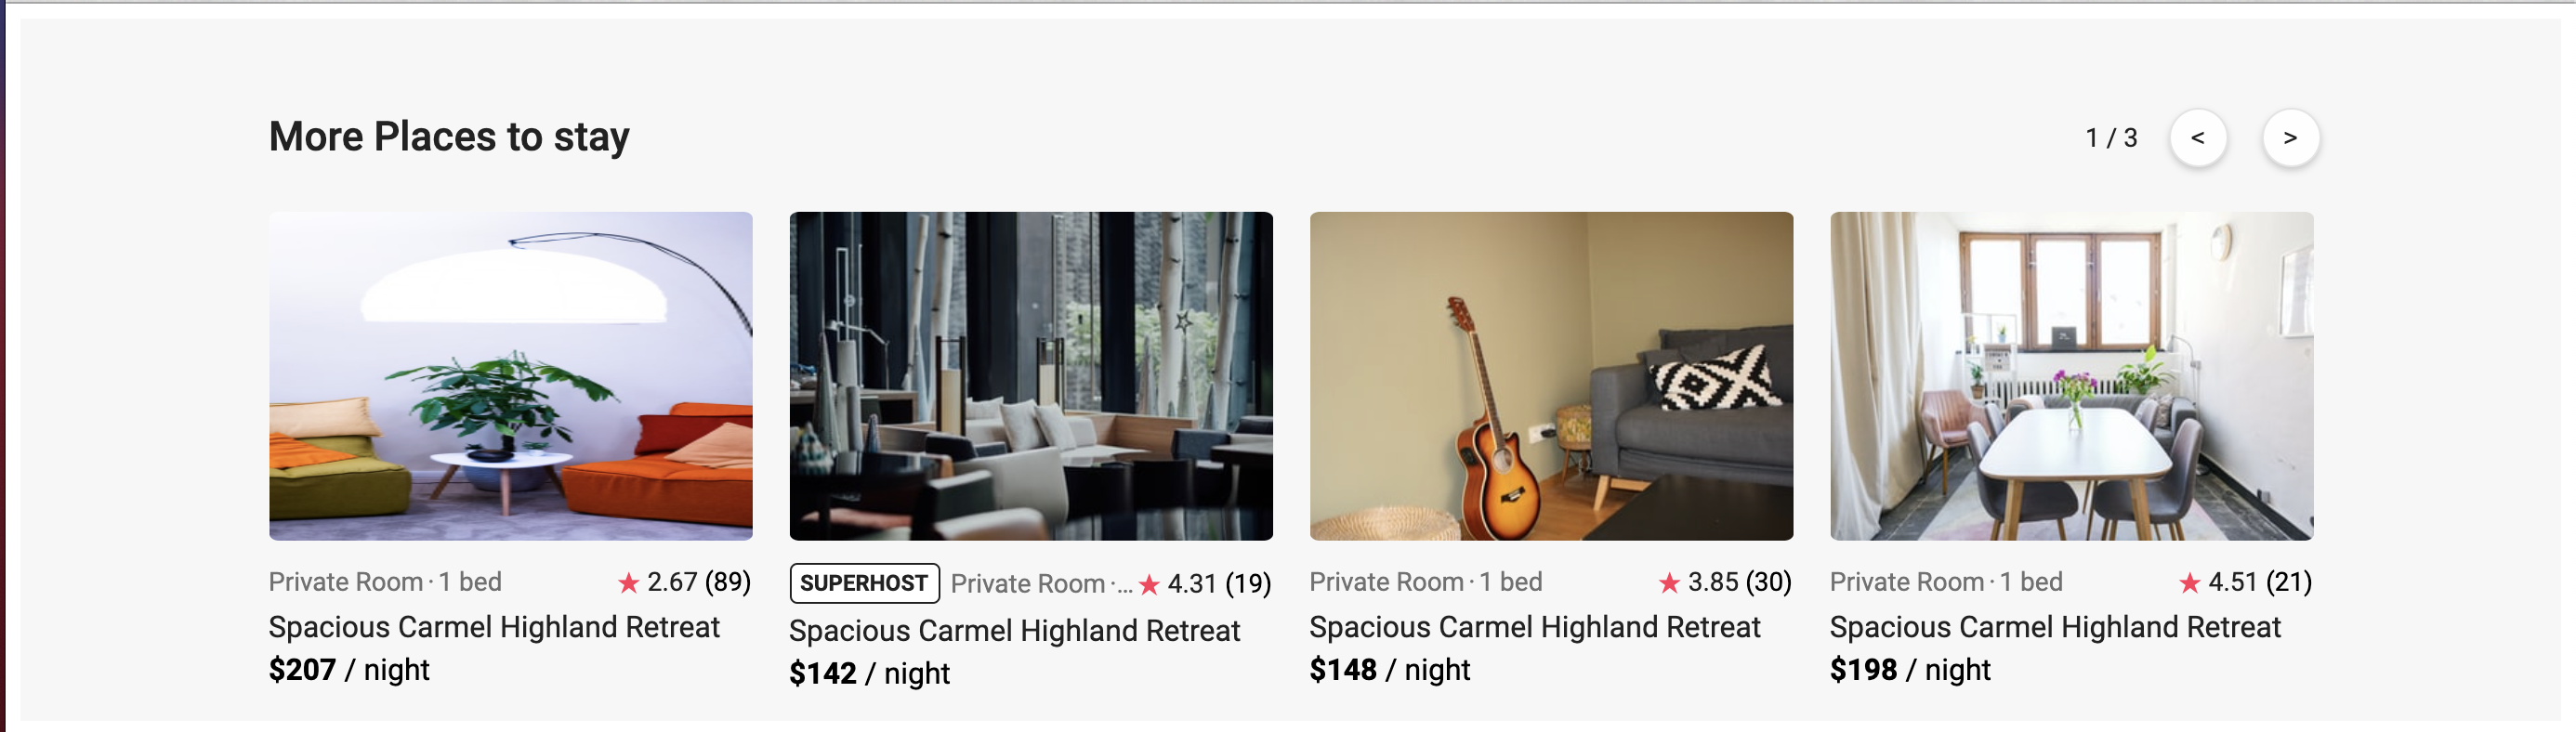 More Places to stay
1 / 3 < >
Private Room · 1 bed ★ 2.67 (89)
Spacious Carmel Highland Retreat
$207 / night
SUPERHOST Private Room ·... ★ 4.31 (19)
Spacious Carmel Highland Retreat
$142 / night
Private Room · 1 bed ★ 3.85 (30)
Spacious Carmel Highland Retreat
$148 / night
Private Room · 1 bed ★ 4.51 (21)
Spacious Carmel Highland Retreat
$198 / night